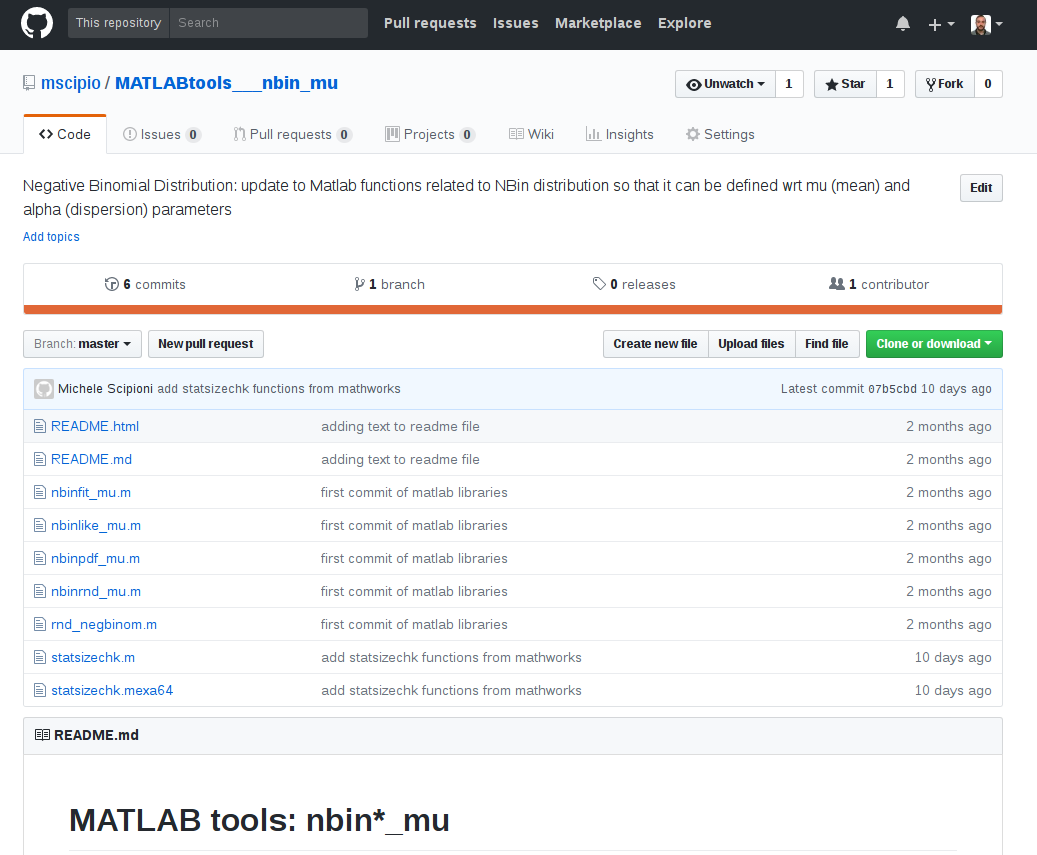 This repository Search Pull requests Issues Marketplace Explore
mscipio / MATLABtools___nbin_mu Unwatch 1 Star 1 Fork 0
Code Issues 0 Pull requests 0 Projects 0 Wiki Insights Settings
Negative Binomial Distribution: update to Matlab functions related to NBin distribution so that it can be defined wrt mu (mean) and
alpha (dispersion) parameters
Edit
Add topics
6 commits 1 branch 0 releases 1 contributor
Branch: master New pull request Create new file Upload files Find file Clone or download
Michele Scipioni add statsizechk functions from mathworks Latest commit 07b5cbd 10 days ago
README.html adding text to readme file 2 months ago
README.md adding text to readme file 2 months ago
nbinfit_mu.m first commit of matlab libraries 2 months ago
nbinlike_mu.m first commit of matlab libraries 2 months ago
nbinpdf_mu.m first commit of matlab libraries 2 months ago
nbinrnd_mu.m first commit of matlab libraries 2 months ago
rnd_negbinom.m first commit of matlab libraries 2 months ago
statsizechk.m add statsizechk functions from mathworks 10 days ago
statsizechk.mexa64 add statsizechk functions from mathworks 10 days ago
README.md
MATLAB tools: nbin*_mu